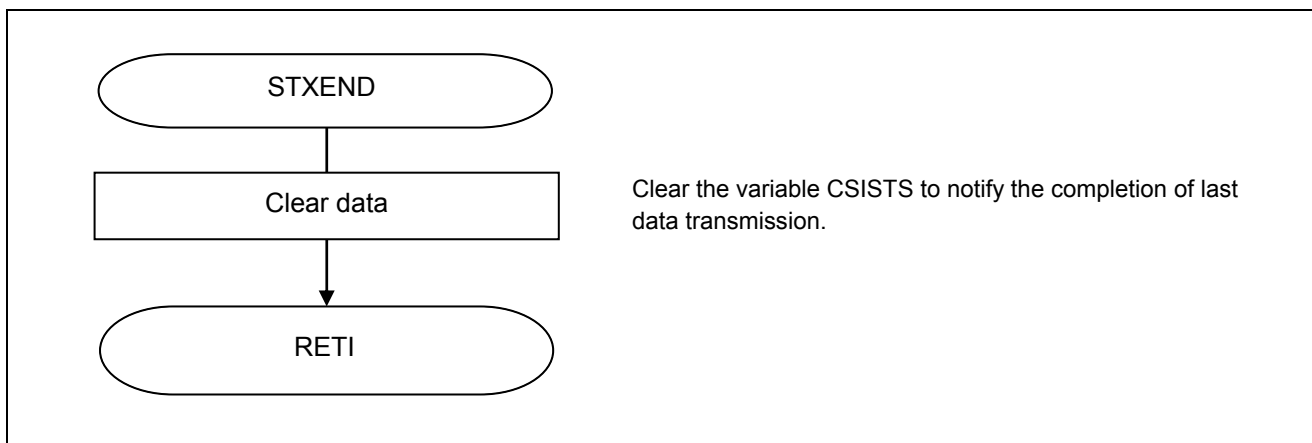 STXEND
Clear data
Clear the variable CSISTS to notify the completion of last
data transmission.
RETI